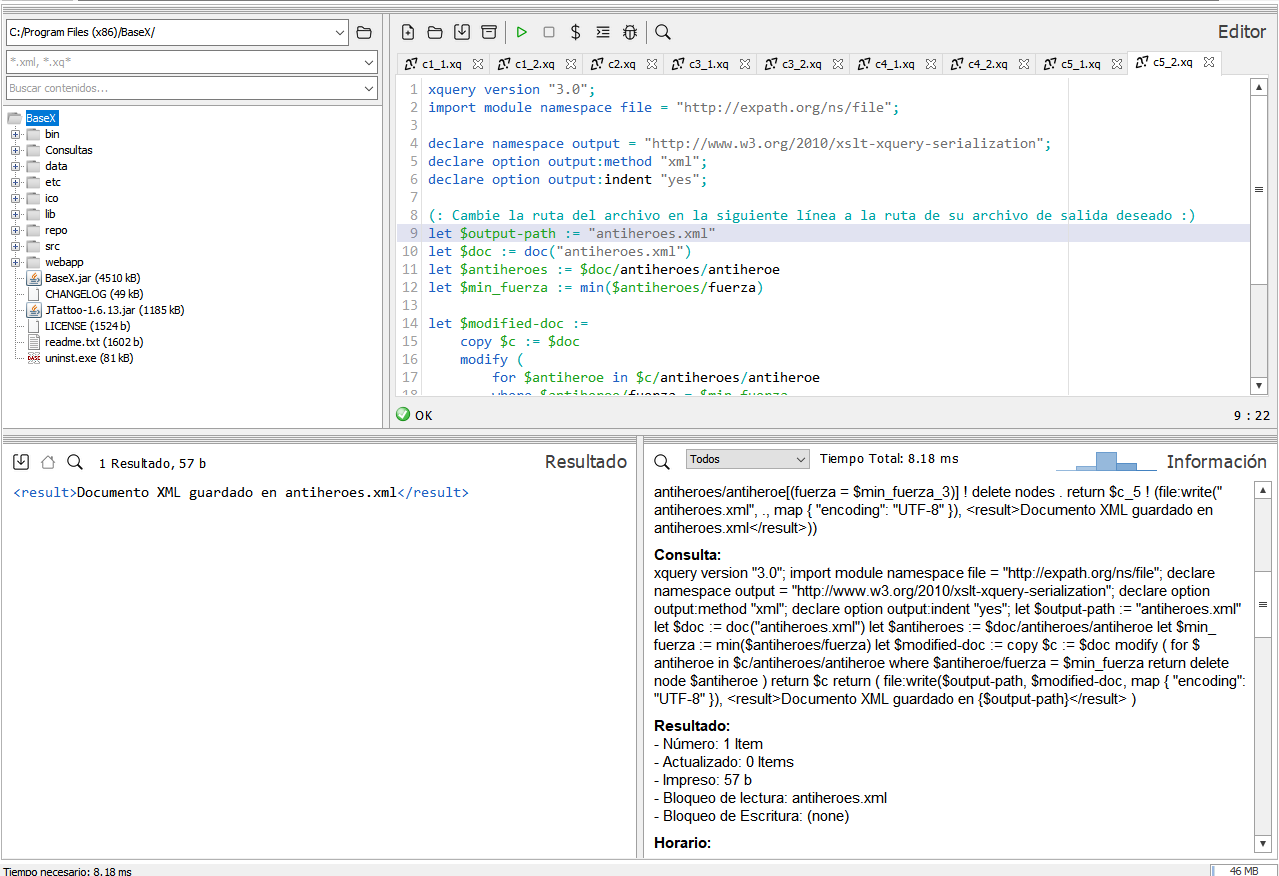 C:/Program Files (x86)/BaseX/
*.xml, *.xq*
Buscar contenidos...
BaseX
bin
Consultas
data
etc
ico
lib
repo
src
webapp
BaseX.jar (4510 kB)
CHANGELOG (49 kB)
JTattoo-1.6.13.jar (1185 kB)
LICENSE (1524 b)
readme.txt (1602 b)
uninst.exe (81 kB)
Editor
c1_1.xq c1_2.xq c2.xq c3_1.xq c3_2.xq c4_1.xq c4_2.xq c5_1.xq c5_2.xq
1 xquery version "3.0";
2 import module namespace file = "http://expath.org/ns/file";
3
4 declare namespace output = "http://www.w3.org/2010/xslt-xquery-serialization";
5 declare option output:method "xml";
6 declare option output:indent "yes";
7
8 (: Cambie la ruta del archivo en la siguiente línea a la ruta de su archivo de salida deseado :)
9 let $output-path := "antiheroes.xml"
10 let $doc := doc("antiheroes.xml")
11 let $antiheroes := $doc/antiheroes/antiheroe
12 let $min_fuerza := min($antiheroes/fuerza)
13
14 let $modified-doc :=
15 copy $c := $doc
16 modify (
17 for $antiheroe in $c/antiheroes/antiheroe
18 where $antiheroe/fuerza = $min_fuerza
OK
9 : 22
1 Resultado, 57 b
Resultado
<result>Documento XML guardado en antiheroes.xml</result>
Todos
Tiempo Total: 8.18 ms
Información
antiheroes/antiheroe[(fuerza = $min_fuerza_3)] ! delete nodes . return $c_5 ! (file:write("
antiheroes.xml", ., map { "encoding": "UTF-8" }), <result>Documento XML guardado en
antiheroes.xml</result>))
Consulta:
xquery version "3.0"; import module namespace file = "http://expath.org/ns/file"; declare
namespace output = "http://www.w3.org/2010/xslt-xquery-serialization"; declare option
output:method "xml"; declare option output:indent "yes"; let $output-path := "antiheroes.xml"
let $doc := doc("antiheroes.xml") let $antiheroes := $doc/antiheroes/antiheroe let $min_
fuerza := min($antiheroes/fuerza) let $modified-doc := copy $c := $doc modify ( for $
antiheroe in $c/antiheroes/antiheroe where $antiheroe/fuerza = $min_fuerza return delete
node $antiheroe ) return $c return ( file:write($output-path, $modified-doc, map { "encoding":
"UTF-8" }), <result>Documento XML guardado en {$output-path}</result> )
Resultado:
- Número: 1 Item
- Actualizado: 0 Items
- Impreso: 57 b
- Bloqueo de lectura: antiheroes.xml
- Bloqueo de Escritura: (none)
Horario:
Tiempo necesario: 8.18 ms
46 MB